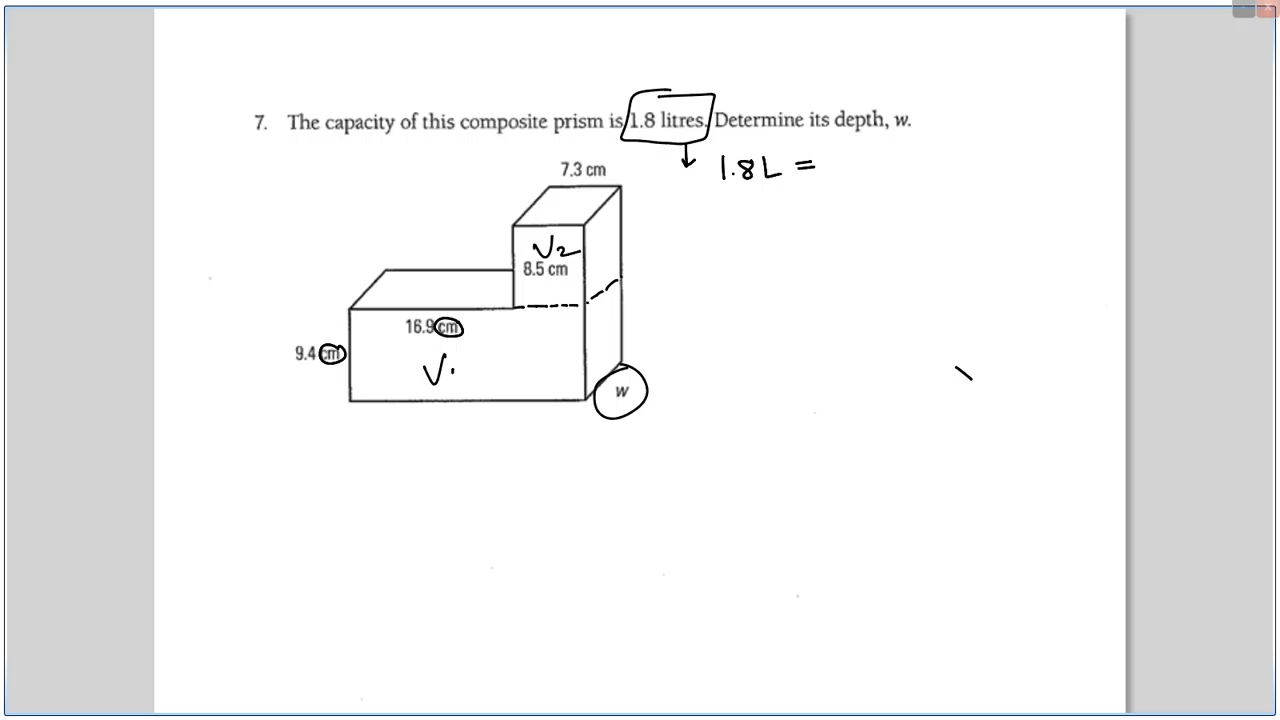 7. The capacity of this composite prism is 1.8 litres. Determine its depth, w.
1.8L =
7.3 cm
V2
8.5 cm
16.9 cm
9.4 cm
V1
w